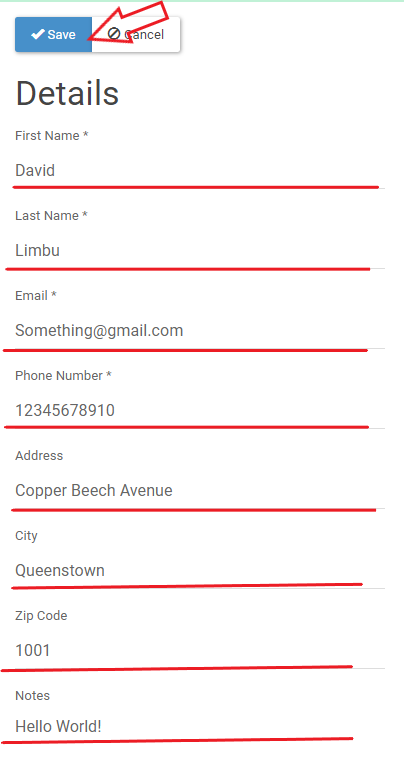 Save Cancel
Details
First Name *
David
Last Name *
Limbu
Email *
Something@gmail.com
Phone Number *
12345678910
Address
Copper Beech Avenue
City
Queenstown
Zip Code
1001
Notes
Hello World!